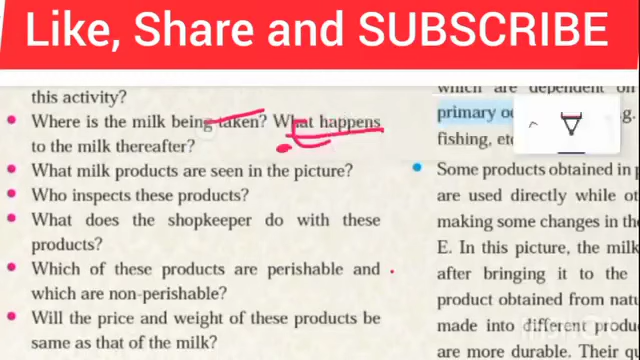 Like, Share and SUBSCRIBE
this activity?
• Where is the milk being taken? What happens
to the milk thereafter?
• What milk products are seen in the picture?
• Who inspects these products?
• What does the shopkeeper do with these
products?
• Which of these products are perishable and
which are non-perishable?
• Will the price and weight of these products be
same as that of the milk?
which are dependent on
primary
fishing, etc
• Some products obtained in
are used directly while
making some changes in the
E. In this picture, the milk
after bringing it to the
product obtained from
made into different
are more durable. Their